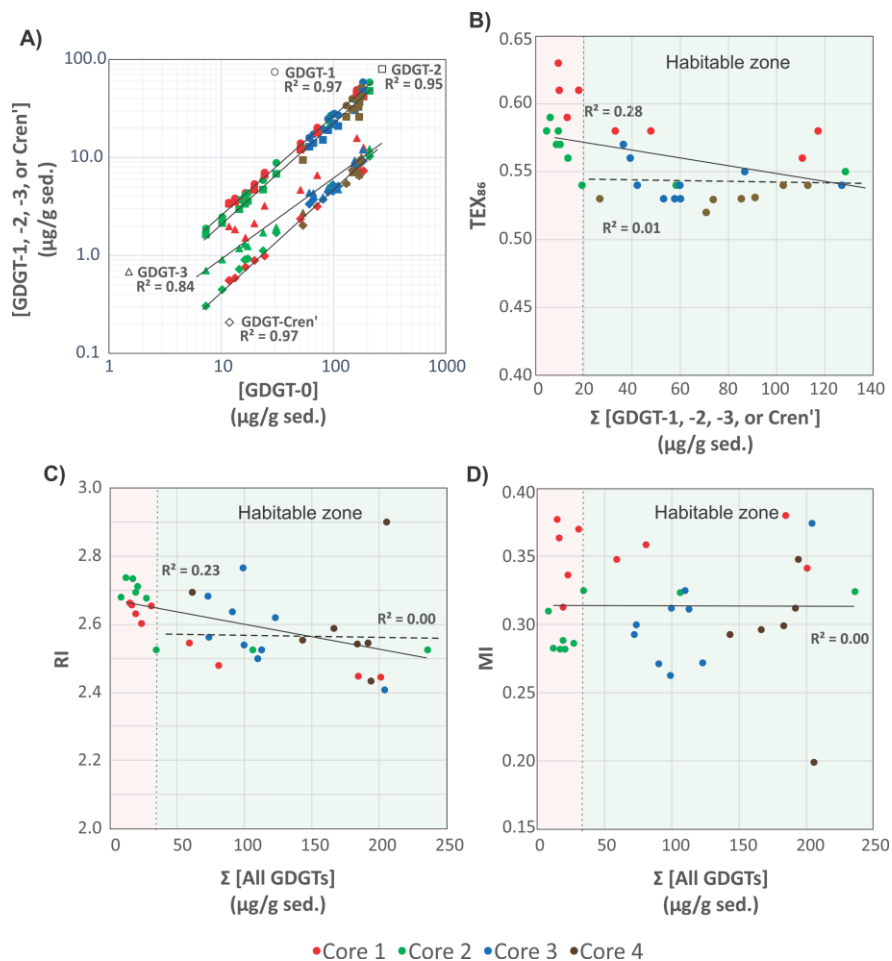 A)
100.0
10.0
1.0
0.1
1
10
100
1000
[GDGT-1, -2, -3, or Cren']
(µg/g sed.)
[GDGT-0]
(µg/g sed.)
GDGT-1
R² = 0.97
GDGT-2
R² = 0.95
GDGT-3
R² = 0.84
GDGT-Cren'
R² = 0.97
B)
Habitable zone
0.65
0.60
0.55
0.50
0.45
0.40
TEX₈₆
R² = 0.28
R² = 0.01
0
20
40
60
80
100
120
140
Σ [GDGT-1, -2, -3, or Cren']
(µg/g sed.)
C)
Habitable zone
3.0
2.8
2.6
2.4
2.2
2.0
RI
R² = 0.23
R² = 0.00
0
50
100
150
200
250
Σ [All GDGTs]
(µg/g sed.)
D)
Habitable zone
0.40
0.35
0.30
0.25
0.20
0.15
MI
R² = 0.00
0
50
100
150
200
250
Σ [All GDGTs]
(µg/g sed.)
Core 1 Core 2 Core 3 Core 4